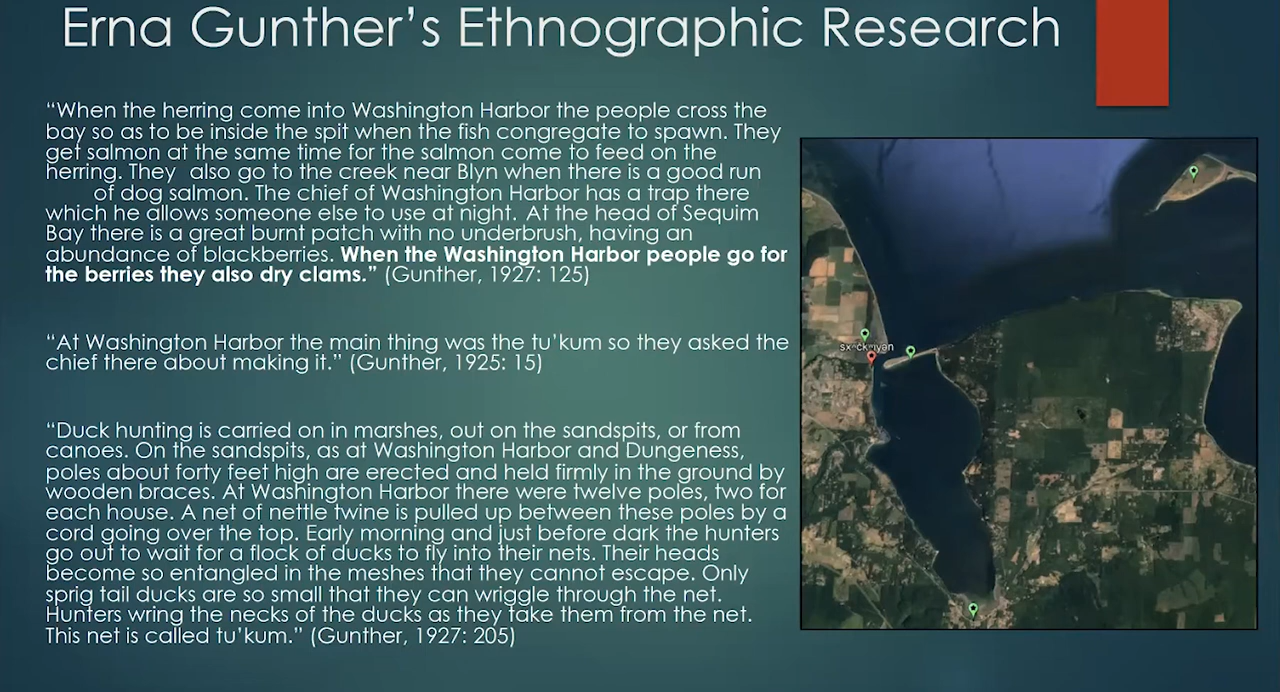 Erna Gunther’s Ethnographic Research
“When the herring come into Washington Harbor the people cross the
bay so as to be inside the spit when the fish congregate to spawn. They
get salmon at the same time for the salmon come to feed on the
herring. They also go to the creek near Blyn when there is a good run
of dog salmon. The chief of Washington Harbor has a trap there
which he allows someone else to use at night. At the head of Sequim
Bay there is a great burnt patch with no underbrush, having an
abundance of blackberries. When the Washington Harbor people go for
the berries they also dry clams.” (Gunther, 1927: 125)
“At Washington Harbor the main thing was the tu’kum so they asked the
chief there about making it.” (Gunther, 1925: 15)
“Duck hunting is carried on in marshes, out on the sandspits, or from
canoes. On the sandspits, as at Washington Harbor and Dungeness,
poles about forty feet high are erected and held firmly in the ground by
wooden braces. At Washington Harbor there were twelve poles, two for
each house. A net of nettle twine is pulled up between these poles by a
cord going over the top. Early morning and just before dark the hunters
go out to wait for a flock of ducks to fly into their nets. Their heads
become so entangled in the meshes that they cannot escape. Only
sprig tail ducks are so small that they can wriggle through the net.
Hunters wring the necks of the ducks as they take them from the net.
This net is called tu’kum.” (Gunther, 1927: 205)